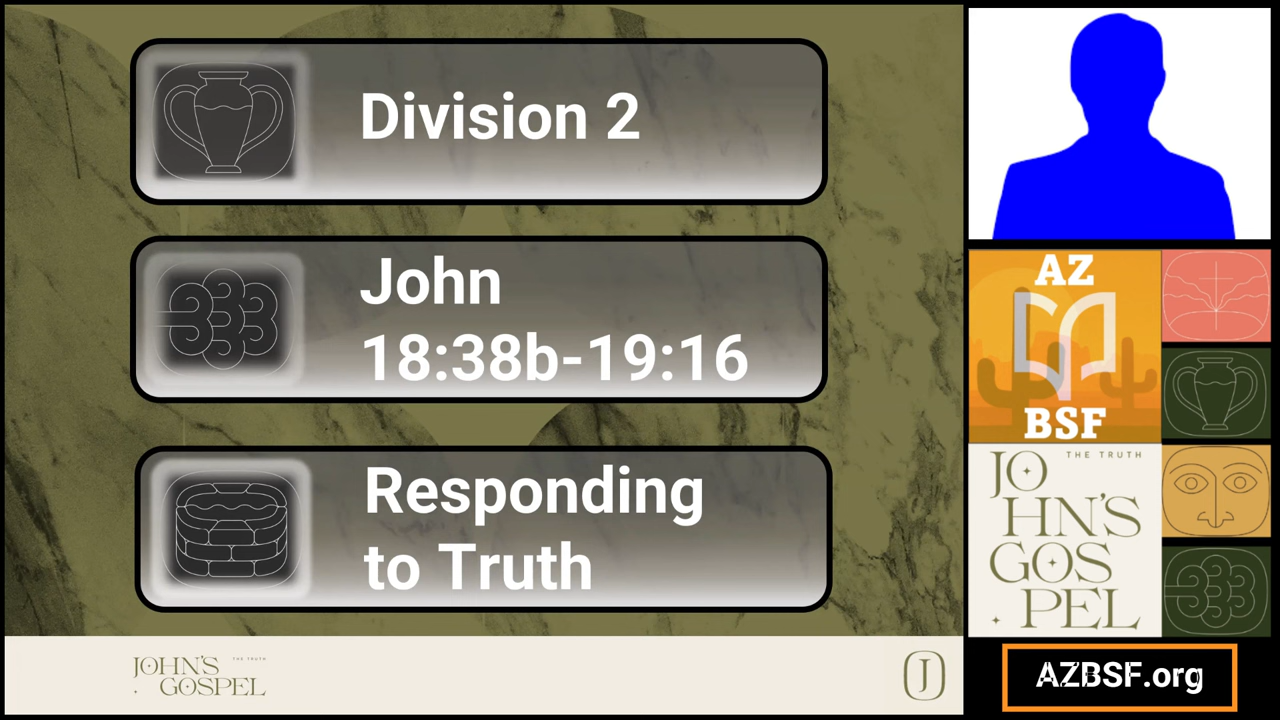 Division 2
John
18:38b-19:16
Responding
to Truth
JOHN'S THE TRUTH
GOSPEL
J
AZ
BSF
JO THE TRUTH
HN'S
GOS
PEL
AZBSF.org